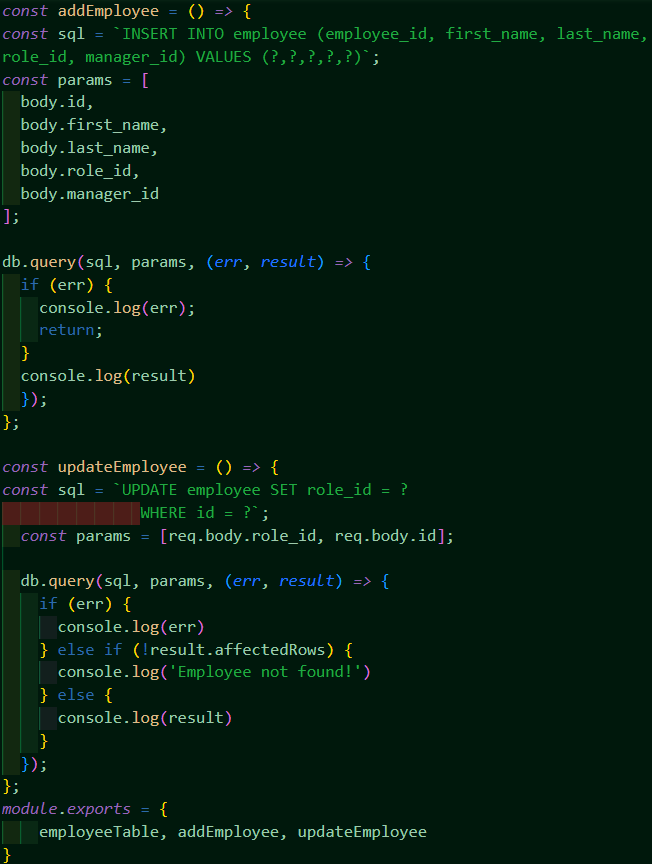 const addEmployee = () => {
const sql = `INSERT INTO employee (employee_id, first_name, last_name,
role_id, manager_id) VALUES (?,?,?,?,?)`;
const params = [
  body.id,
  body.first_name,
  body.last_name,
  body.role_id,
  body.manager_id
];

db.query(sql, params, (err, result) => {
  if (err) {
    console.log(err);
    return;
  }
  console.log(result)
  });
};

const updateEmployee = () => {
const sql = `UPDATE employee SET role_id = ?
               WHERE id = ?`;
  const params = [req.body.role_id, req.body.id];

  db.query(sql, params, (err, result) => {
    if (err) {
      console.log(err)
    } else if (!result.affectedRows) {
      console.log('Employee not found!')
    } else {
      console.log(result)
    }
  });
};
module.exports = {
    employeeTable, addEmployee, updateEmployee
}